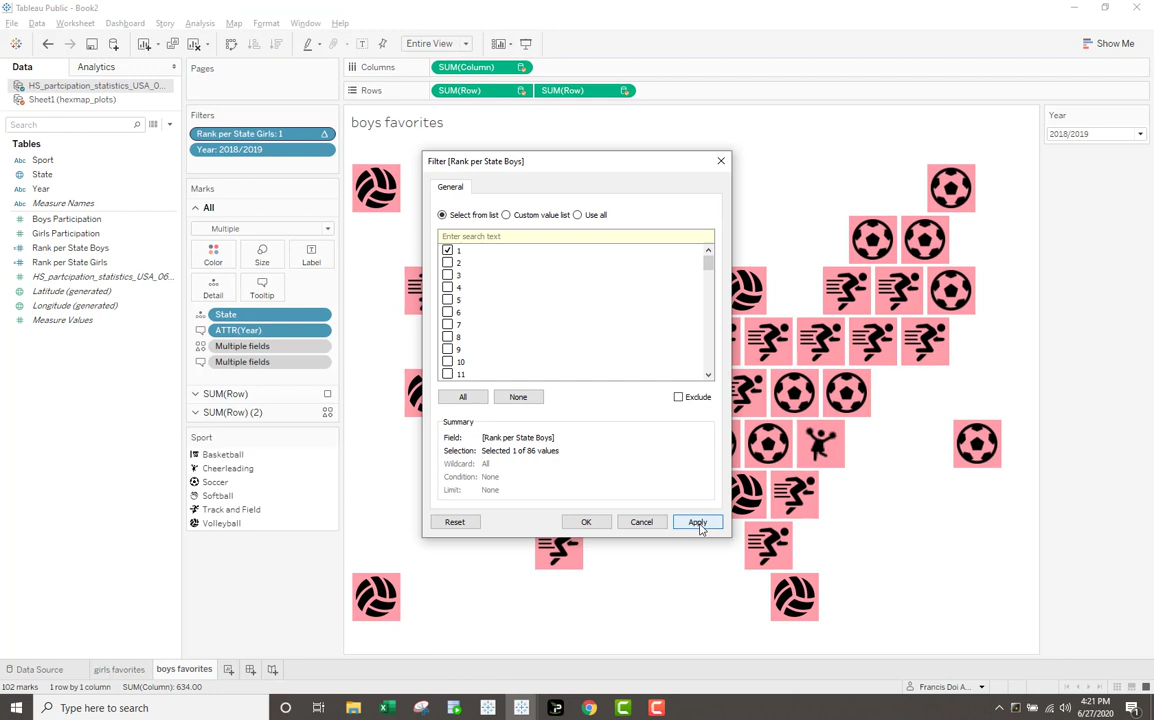 Tableau Public - Book2
File Data Worksheet Dashboard Story Analysis Map Format Window Help
Entire View
Show Me
Data Analytics
HS_partcipation_statistics_USA_0...
Sheet1 (hexmap_plots)
Search
Tables
Abc Sport
State
Abc Year
Abc Measure Names
# Boys Participation
# Girls Participation
=# Rank per State Boys
=# Rank per State Girls
# HS_partcipation_statistics_USA_06...
Latitude (generated)
Longitude (generated)
# Measure Values
Pages
Filters
Rank per State Girls: 1 Δ
Year: 2018/2019
Marks
All
Multiple
Color Size Label
Detail Tooltip
State
ATTR(Year)
Multiple fields
Multiple fields
SUM(Row)
SUM(Row) (2)
Sport
Basketball
Cheerleading
Soccer
Softball
Track and Field
Volleyball
Columns SUM(Column)
Rows SUM(Row) SUM(Row)
boys favorites
Year
2018/2019
Filter [Rank per State Boys]
General
Select from list Custom value list Use all
Enter search text
1
2
3
4
5
6
7
8
9
10
11
All None Exclude
Summary
Field: [Rank per State Boys]
Selection: Selected 1 of 86 values
Wildcard: All
Condition: None
Limit: None
Reset OK Cancel Apply
Data Source girls favorites boys favorites
102 marks 1 row by 1 column SUM(Column): 634.00
Francis Doi A...
Type here to search
4:21 PM
6/27/2020
1